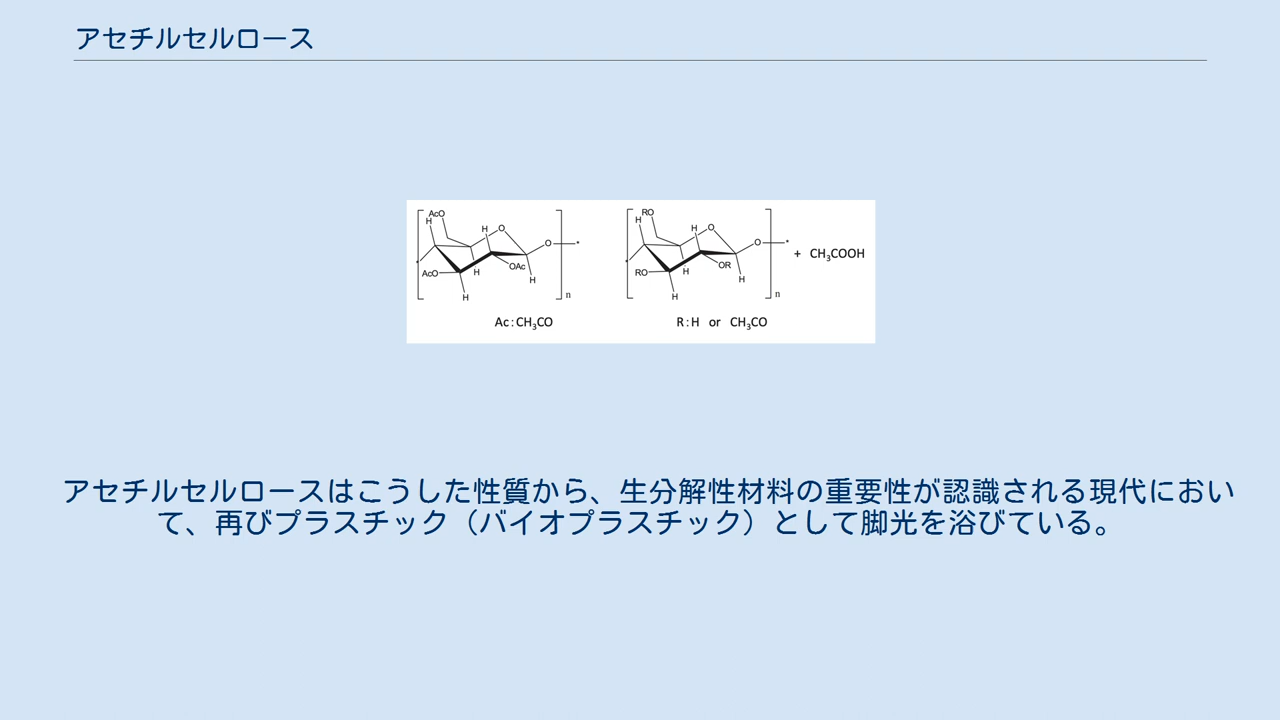 アセチルセルロース
AcO
H
H
O
O
*
*
AcO
H
OAc
H
H
n
Ac:CH3CO
RO
H
H
O
O
*
*
RO
H
OR
H
H
n
+ CH3COOH
R:H or CH3CO
アセチルセルロースはこうした性質から、生分解性材料の重要性が認識される現代におい
て、再びプラスチック（バイオプラスチック）として脚光を浴びている。